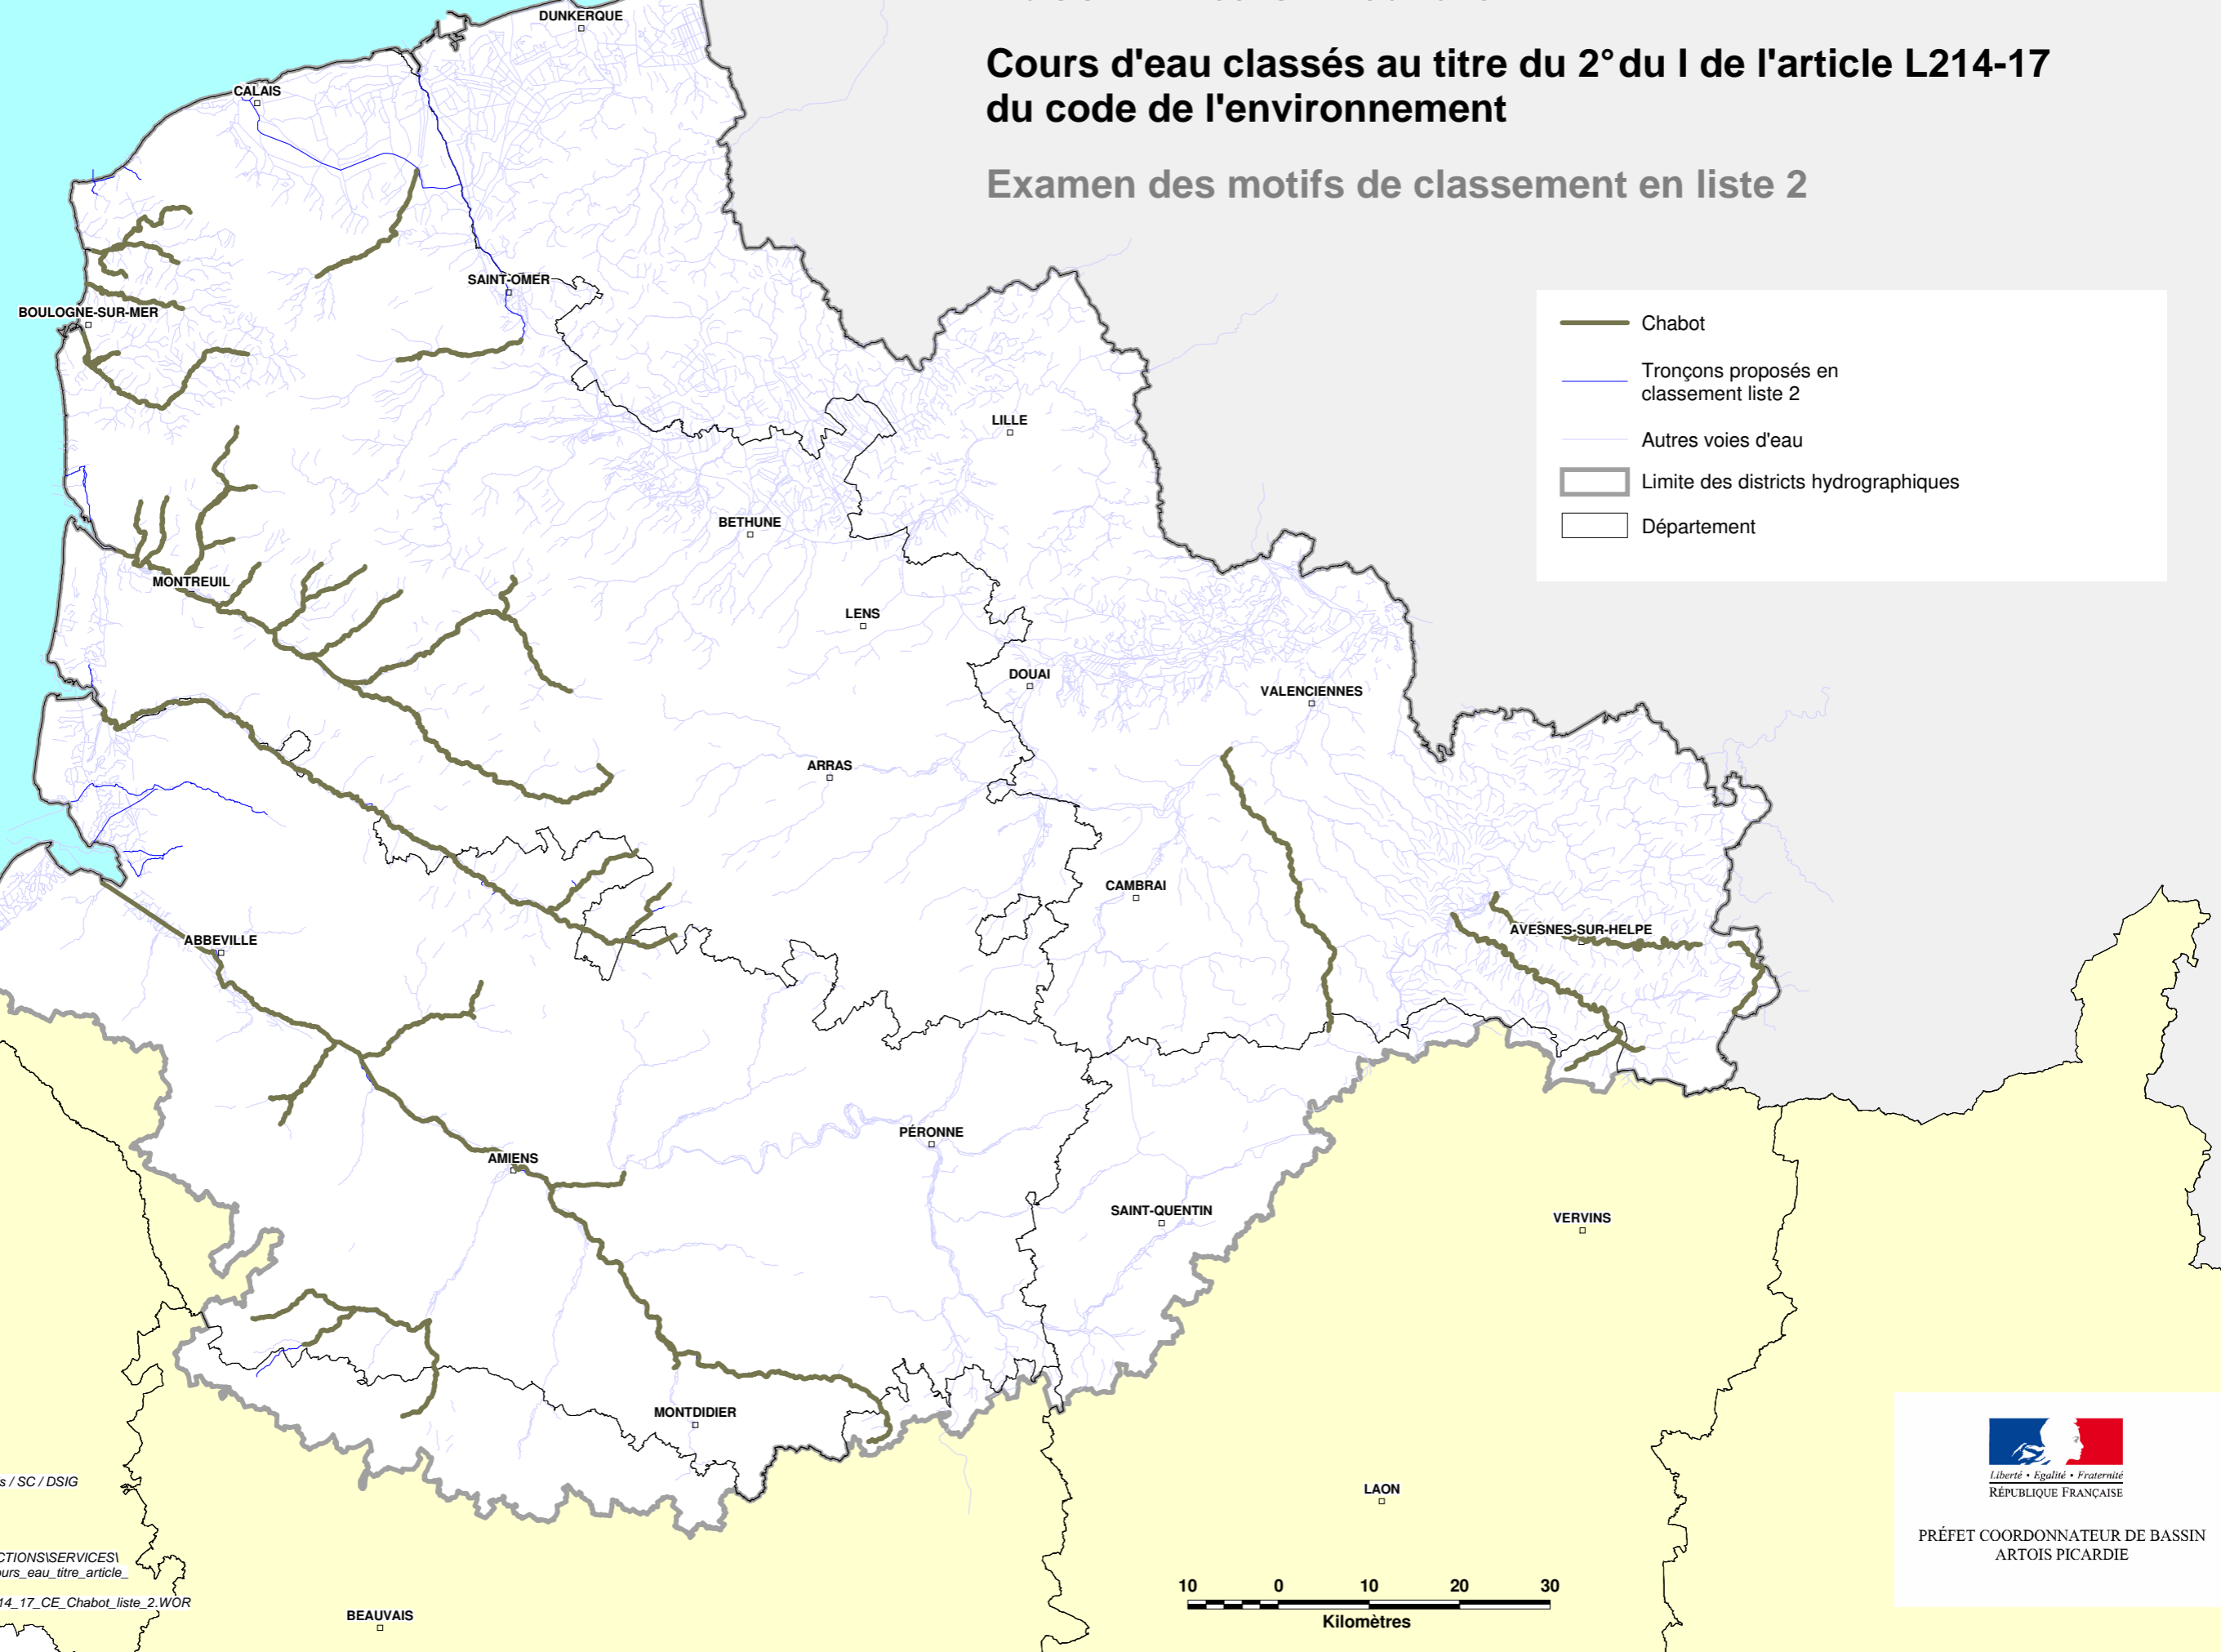 DUNKERQUE
Cours d'eau classés au titre du 2° du I de l'article L214-17
du code de l'environnement
CALAIS
Examen des motifs de classement en liste 2
SAINT-OMER
BOULOGNE-SUR-MER
Chabot
Tronçons proposés en
classement liste 2
Autres voies d'eau
Limite des districts hydrographiques
Département
LILLE
BETHUNE
MONTREUIL
LENS
DOUAI
VALENCIENNES
ARRAS
CAMBRAI
AVESNES-SUR-HELPE
ABBEVILLE
PÉRONNE
AMIENS
SAINT-QUENTIN
VERVINS
MONTDIDIER
LAON
BEAUVAIS
s / SC / DSIG
CTIONS\SERVICES\
ours_eau_titre_article_
14_17_CE_Chabot_liste_2.WOR
10 0 10 20 30
Kilomètres
Liberté • Egalité • Fraternité
RÉPUBLIQUE FRANÇAISE
PRÉFET COORDONNATEUR DE BASSIN
ARTOIS PICARDIE